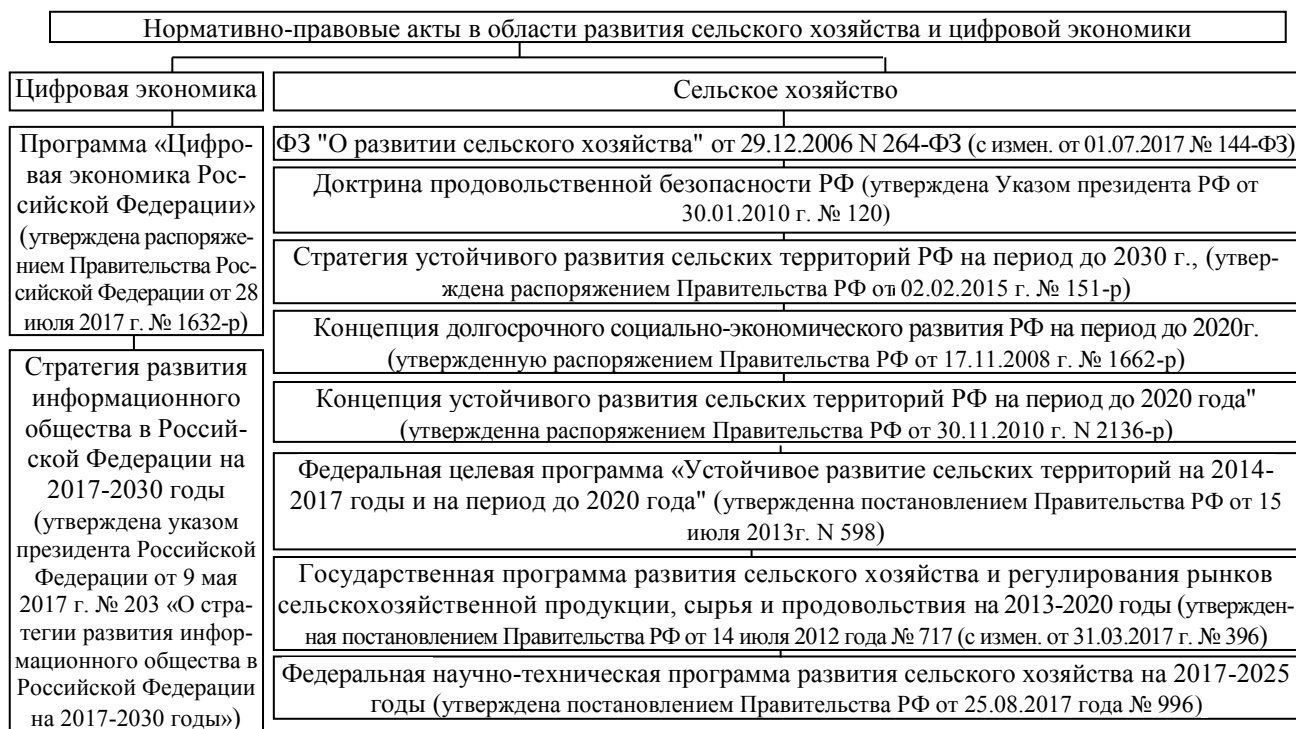 Нормативно-правовые акты в области развития сельского хозяйства и цифровой экономики
Цифровая экономика
Программа «Цифро-
вая экономика Рос-
сийской Федерации»
(утверждена распоряже-
нием Правительства Рос-
сийской Федерации от 28
июля 2017 г. № 1632-р)
Стратегия развития
информационного
общества в Россий-
ской Федерации на
2017-2030 годы
(утверждена указом
президента Российской
Федерации от 9 мая
2017 г. № 203 «О стра-
тегии развития инфор-
мационного общества в
Российской Федерации
на 2017-2030 годы»)
Сельское хозяйство
ФЗ "О развитии сельского хозяйства" от 29.12.2006 N 264-ФЗ (с измен. от 01.07.2017 № 144-ФЗ)
Доктрина продовольственной безопасности РФ (утверждена Указом президента РФ от
30.01.2010 г. № 120)
Стратегия устойчивого развития сельских территорий РФ на период до 2030 г., (утвер-
ждена распоряжением Правительства РФ от 02.02.2015 г. № 151-р)
Концепция долгосрочного социально-экономического развития РФ на период до 2020г.
(утвержденную распоряжением Правительства РФ от 17.11.2008 г. № 1662-р)
Концепция устойчивого развития сельских территорий РФ на период до 2020 года"
(утвержденна распоряжением Правительства РФ от 30.11.2010 г. N 2136-р)
Федеральная целевая программа «Устойчивое развитие сельских территорий на 2014-
2017 годы и на период до 2020 года" (утвержденна постановлением Правительства РФ от 15
июля 2013г. N 598)
Государственная программа развития сельского хозяйства и регулирования рынков
сельскохозяйственной продукции, сырья и продовольствия на 2013-2020 годы (утвержден-
ная постановлением Правительства РФ от 14 июля 2012 года № 717 (с измен. от 31.03.2017 г. № 396)
Федеральная научно-техническая программа развития сельского хозяйства на 2017-2025
годы (утверждена постановлением Правительства РФ от 25.08.2017 года № 996)